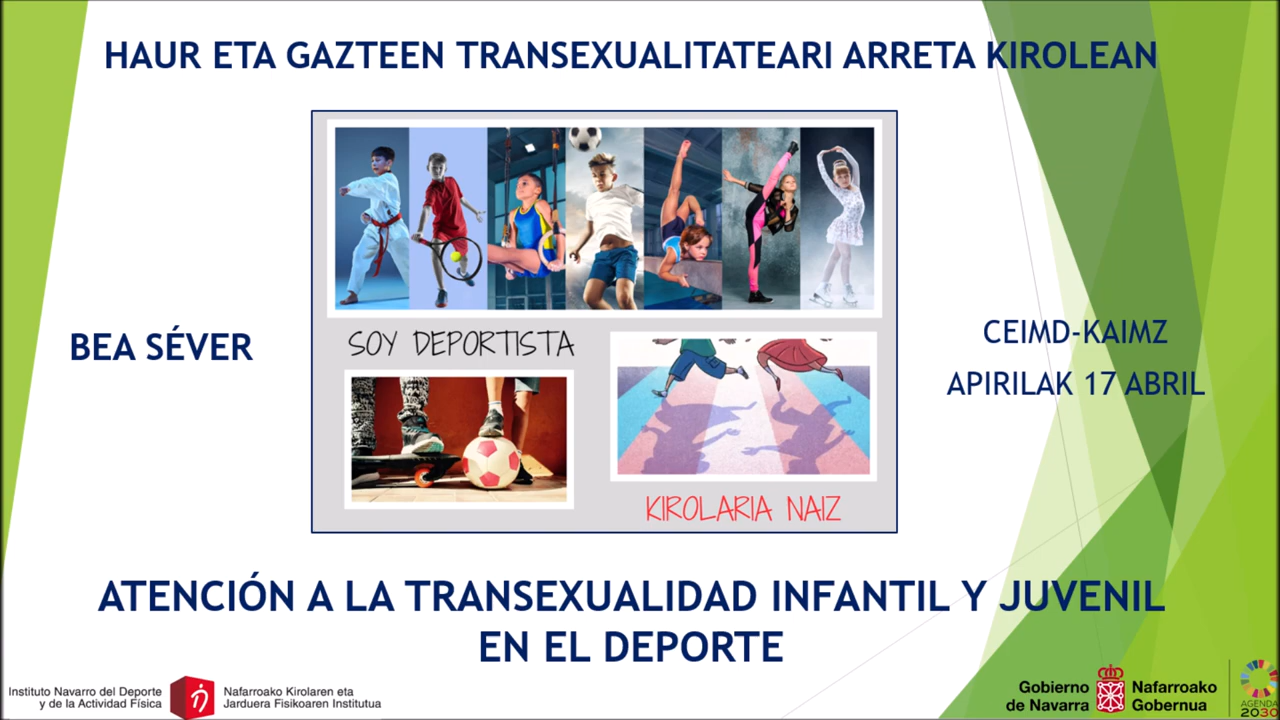 HAUR ETA GAZTEEN TRANSEXUALITATEARI ARRETA KIROLEAN
BEA SÉVER
SOY DEPORTISTA
KIROLARIA NAIZ
CEIMD-KAIMZ
APIRILAK 17 ABRIL
ATENCIÓN A LA TRANSEXUALIDAD INFANTIL Y JUVENIL
EN EL DEPORTE
Instituto Navarro del Deporte
y de la Actividad Física
Nafarroako Kirolaren eta
Jarduera Fisikoaren Institutua
Gobierno
de Navarra
Nafarroako
Gobernua
AGENDA
2030